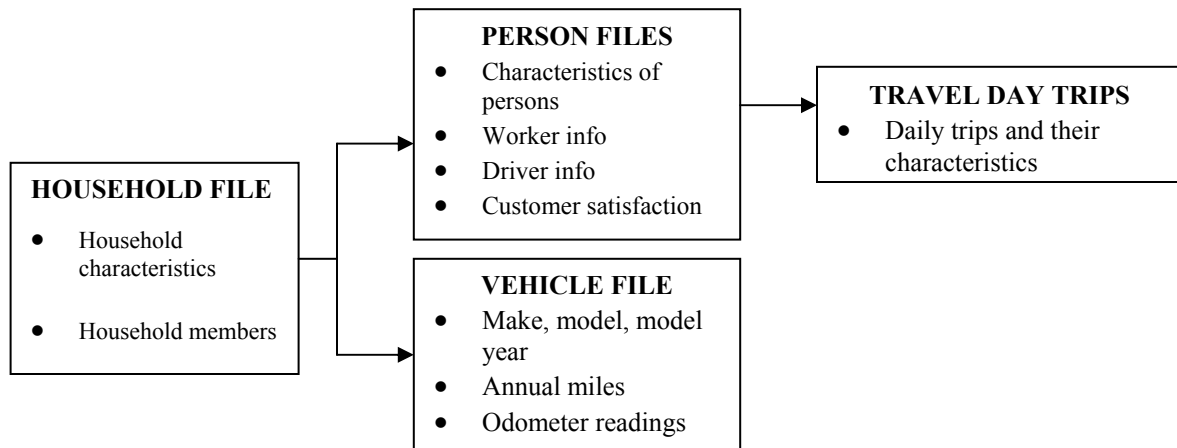 HOUSEHOLD FILE
● Household
characteristics
● Household members
PERSON FILES
● Characteristics of
persons
● Worker info
● Driver info
● Customer satisfaction
VEHICLE FILE
● Make, model, model
year
● Annual miles
● Odometer readings
TRAVEL DAY TRIPS
● Daily trips and their
characteristics